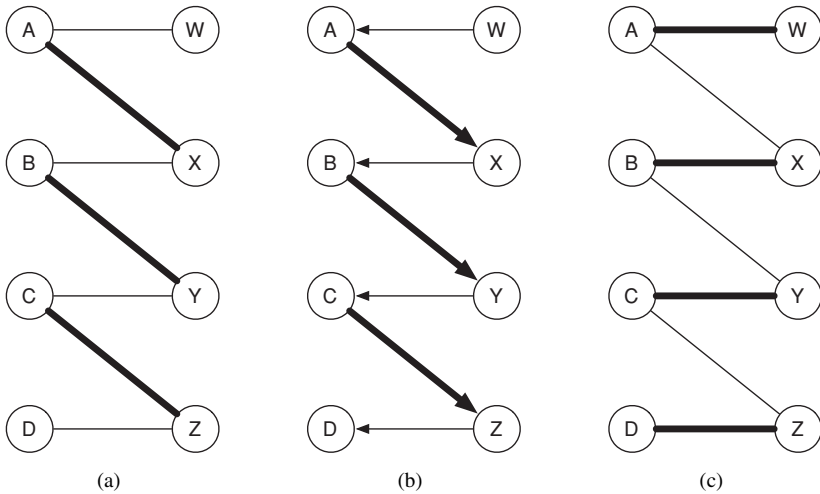 A W A W A W
B X B X B X
C Y C Y C Y
D Z D Z D Z
(a) (b) (c)